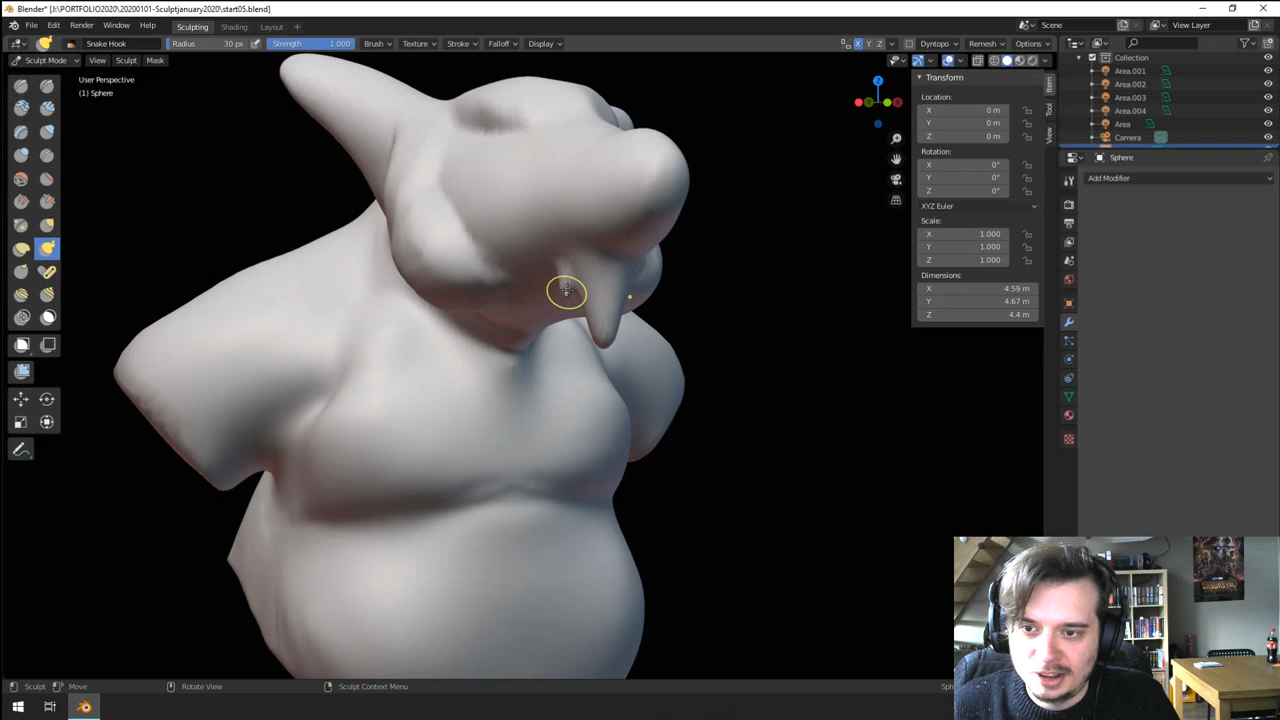 Blender* [J:\PORTFOLIO2020\20200101-Sculptjanuary2020\start05.blend]
File Edit Render Window Help Sculpting Shading Layout Scene View Layer
Snake Hook Radius 30 px Strength 1.000 Brush Texture Stroke Falloff Display X Y Z Dyntopo Remesh Options
Sculpt Mode View Sculpt Mask
User Perspective
(1) Sphere
Transform
Location:
X 0 m
Y 0 m
Z 0 m
Rotation:
X 0°
Y 0°
Z 0°
XYZ Euler
Scale:
X 1.000
Y 1.000
Z 1.000
Dimensions:
X 4.59 m
Y 4.67 m
Z 4.4 m
Item
Tool
View
Collection
Area.001
Area.002
Area.003
Area.004
Area
Camera
Sphere
Add Modifier
Sculpt Move Rotate View Sculpt Context Menu Sph